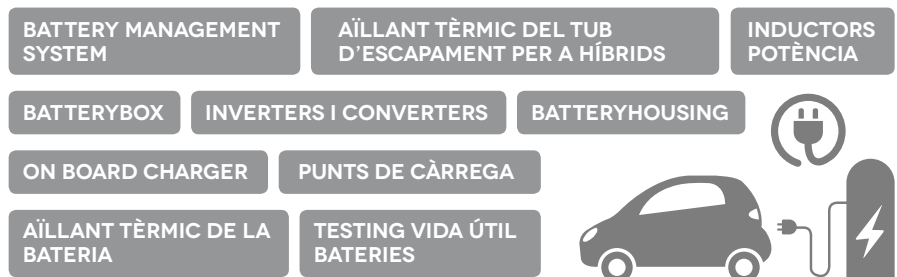 BATTERY MANAGEMENT
SYSTEM
AÏLLANT TÈRMIC DEL TUB
D'ESCAPAMENT PER A HÍBRIDS
INDUCTORS
POTÈNCIA
BATTERYBOX
INVERTERS I CONVERTERS
BATTERYHOUSING
ON BOARD CHARGER
PUNTS DE CÀRREGA
AÏLLANT TÈRMIC DE LA
BATERIA
TESTING VIDA ÚTIL
BATERIES